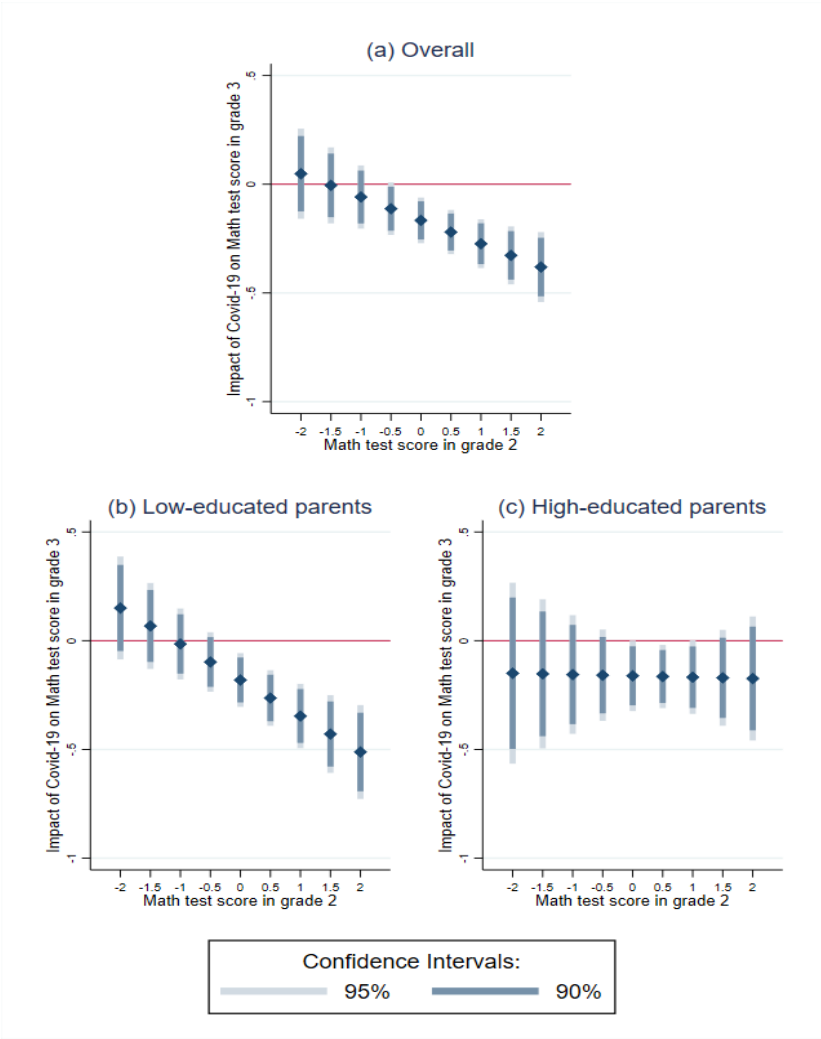 (a) Overall
Impact of Covid-19 on Math test score in grade 3
.5
0
-.5
-1
-2 -1.5 -1 -0.5 0 0.5 1 1.5 2
Math test score in grade 2
(b) Low-educated parents
Impact of Covid-19 on Math test score in grade 3
.5
0
-.5
-1
-2 -1.5 -1 -0.5 0 0.5 1 1.5 2
Math test score in grade 2
(c) High-educated parents
Impact of Covid-19 on Math test score in grade 3
.5
0
-.5
-1
-2 -1.5 -1 -0.5 0 0.5 1 1.5 2
Math test score in grade 2
Confidence Intervals:
95% 90%